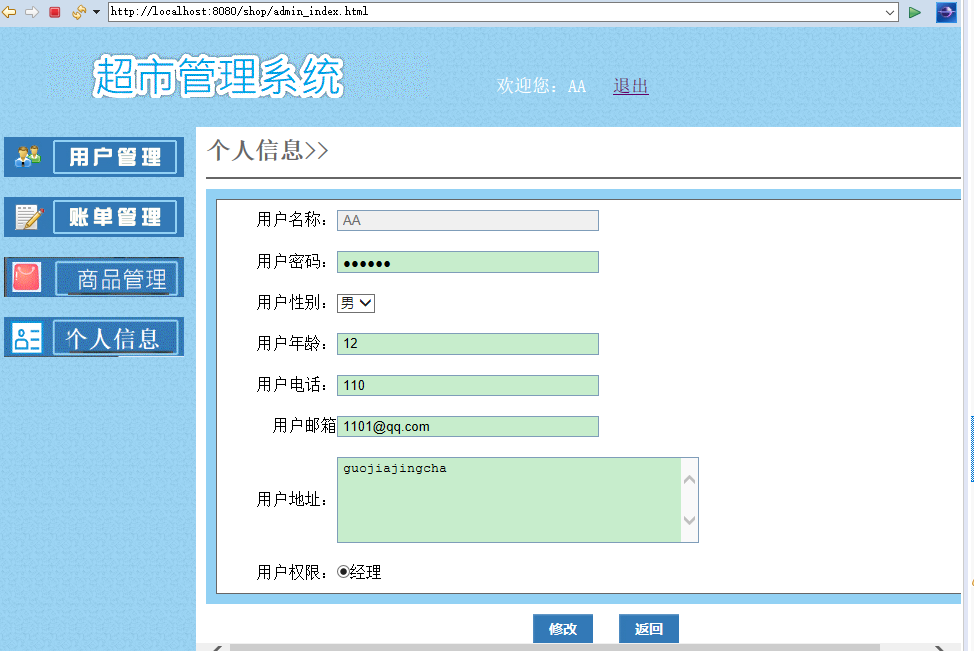 http://localhost:8080/shop/admin_index.html
超市管理系统
欢迎您：AA 退出
用户管理
账单管理
商品管理
个人信息
个人信息>>
用户名称： AA
用户密码： ●●●●●●
用户性别： 男
用户年龄： 12
用户电话： 110
用户邮箱 1101@qq.com
用户地址： guojiajingcha
用户权限： 经理
修改 返回